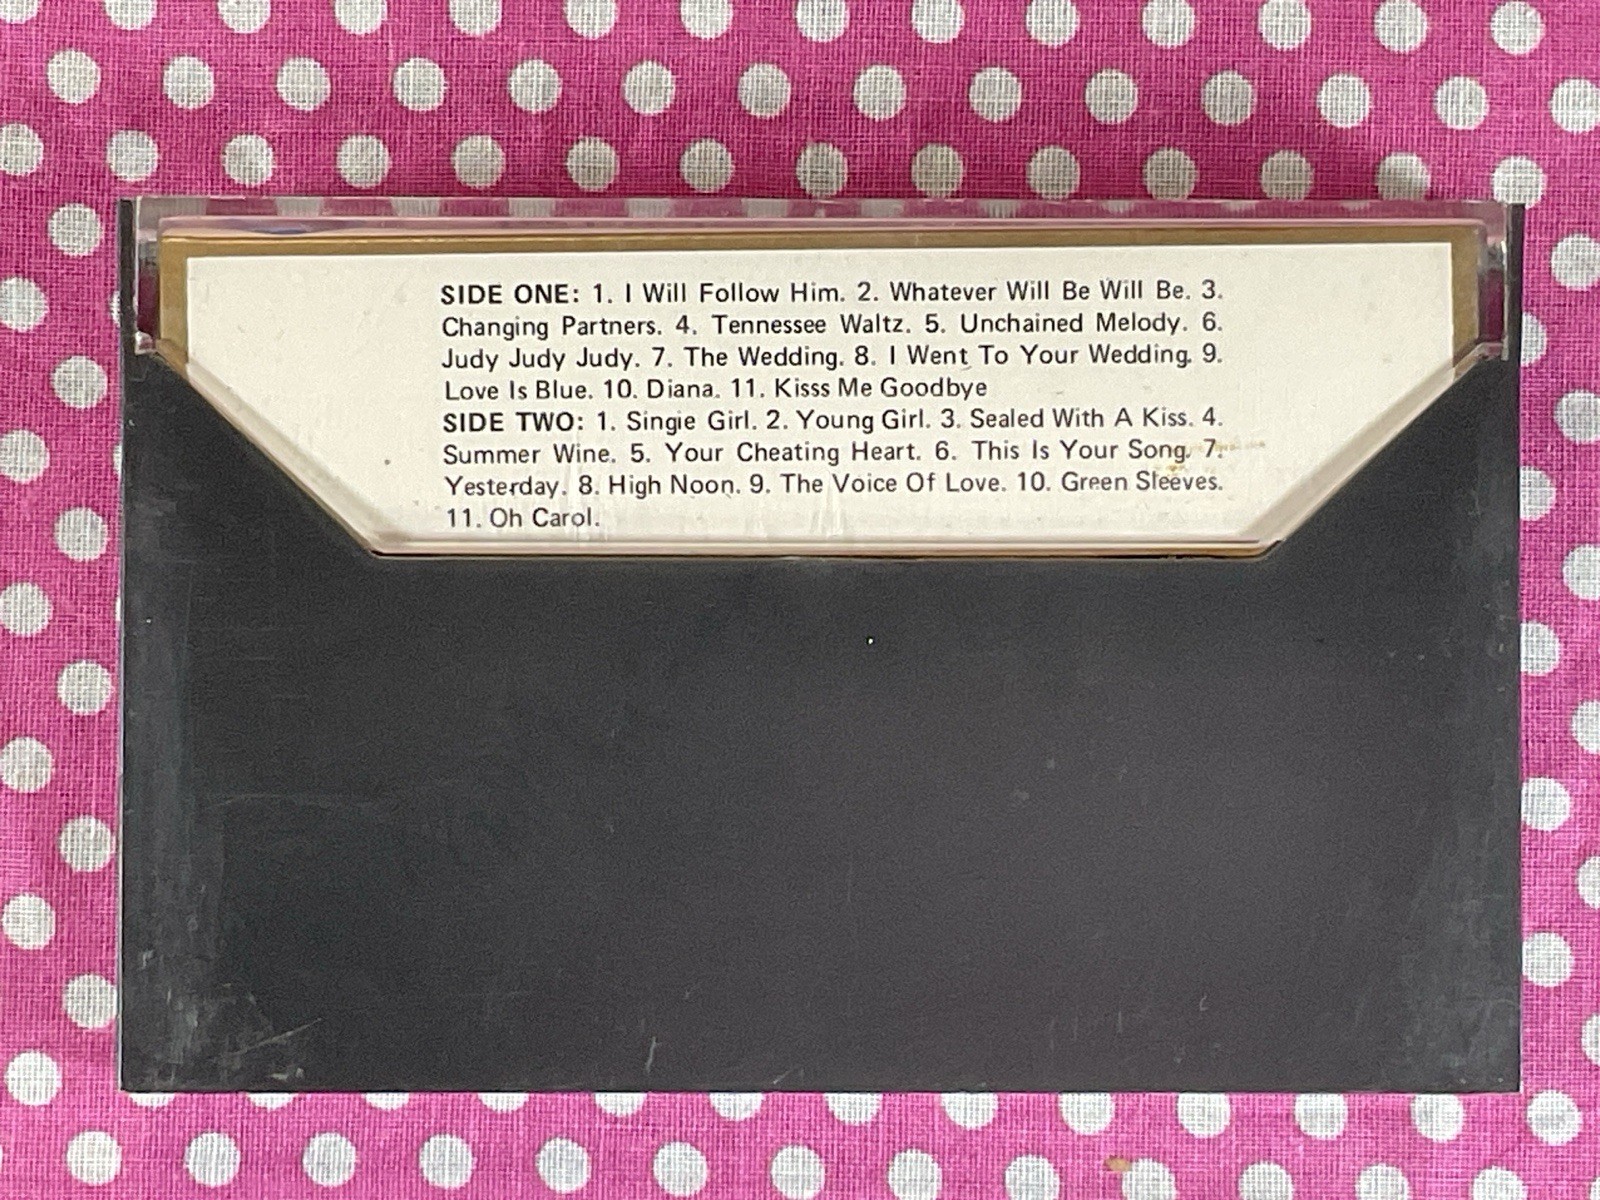 SIDE ONE: 1. I Will Follow Him. 2. Whatever Will Be Will Be. 3.
Changing Partners. 4. Tennessee Waltz. 5. Unchained Melody. 6.
Judy Judy Judy. 7. The Wedding. 8. I Went To Your Wedding. 9.
Love Is Blue. 10. Diana. 11. Kisss Me Goodbye
SIDE TWO: 1. Singie Girl. 2. Young Girl. 3. Sealed With A Kiss. 4.
Summer Wine. 5. Your Cheating Heart. 6. This Is Your Song. 7.
Yesterday. 8. High Noon. 9. The Voice Of Love. 10. Green Sleeves.
11. Oh Carol.